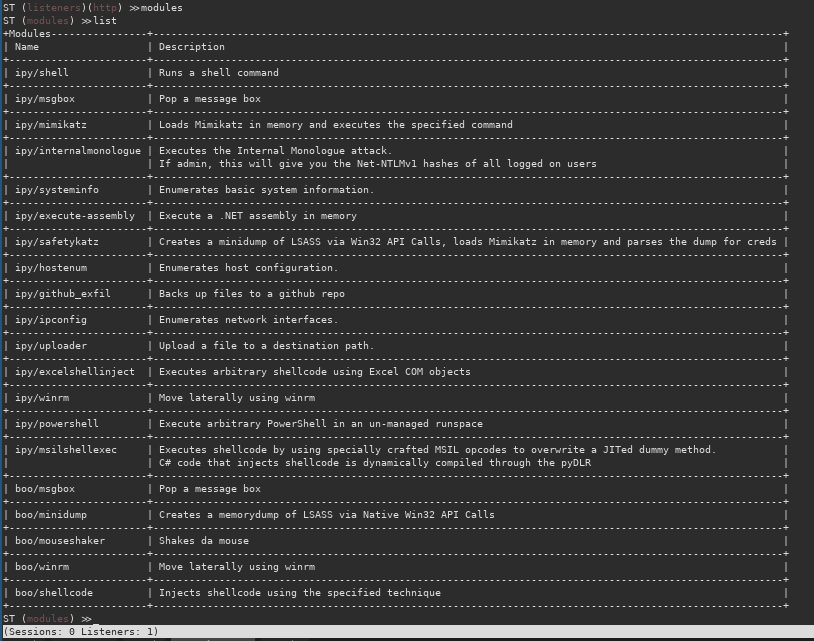 ST (listeners)(http) ≫modules
ST (modules) ≫list
+Modules----------------+---------------------------------------------------------------------------------------------------------+
| Name                  | Description                                                                                             |
| ipy/shell             | Runs a shell command                                                                                    |
| ipy/msgbox            | Pop a message box                                                                                       |
| ipy/mimikatz          | Loads Mimikatz in memory and executes the specified command                                             |
| ipy/internalmonologue | Executes the Internal Monologue attack.                                                                 |
|                       | If admin, this will give you the Net-NTLMv1 hashes of all logged on users                               |
| ipy/systeminfo        | Enumerates basic system information.                                                                    |
| ipy/execute-assembly  | Execute a .NET assembly in memory                                                                       |
| ipy/safetykatz        | Creates a minidump of LSASS via Win32 API Calls, loads Mimikatz in memory and parses the dump for creds |
| ipy/hostenum          | Enumerates host configuration.                                                                          |
| ipy/github_exfil      | Backs up files to a github repo                                                                         |
| ipy/ipconfig          | Enumerates network interfaces.                                                                          |
| ipy/uploader          | Upload a file to a destination path.                                                                    |
| ipy/excelshellinject  | Executes arbitrary shellcode using Excel COM objects                                                    |
| ipy/winrm             | Move laterally using winrm                                                                              |
| ipy/powershell        | Execute arbitrary PowerShell in an un-managed runspace                                                  |
| ipy/msilshellexec     | Executes shellcode by using specially crafted MSIL opcodes to overwrite a JITed dummy method.           |
|                       | C# code that injects shellcode is dynamically compiled through the pyDLR                                |
| boo/msgbox            | Pop a message box                                                                                       |
| boo/minidump          | Creates a memorydump of LSASS via Native Win32 API Calls                                                |
| boo/mouseshaker       | Shakes da mouse                                                                                         |
| boo/winrm             | Move laterally using winrm                                                                              |
| boo/shellcode         | Injects shellcode using the specified technique                                                         |
ST (modules) ≫
(Sessions: 0 Listeners: 1)